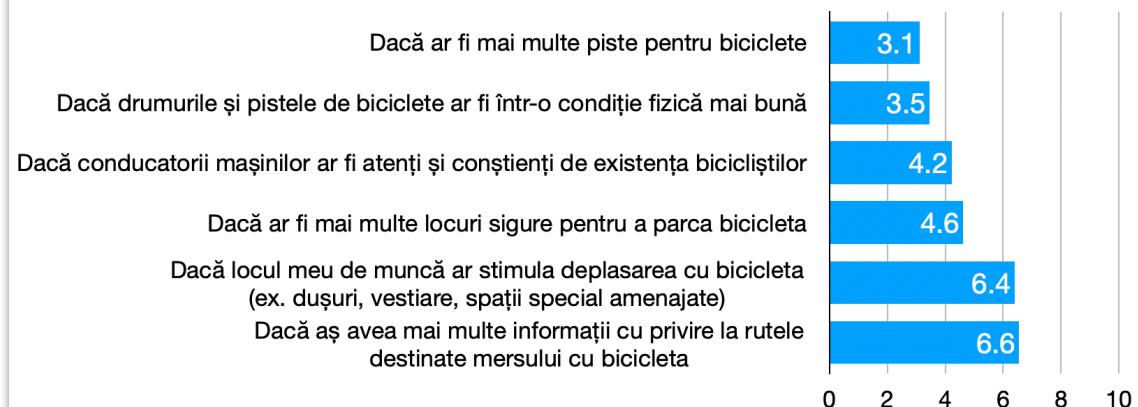 Dacă ar fi mai multe piste pentru biciclete
3.1
Dacă drumurile și pistele de biciclete ar fi într-o condiție fizică mai bună
3.5
Dacă conducatorii mașinilor ar fi atenți și conștienți de existența bicicliștilor
4.2
Dacă ar fi mai multe locuri sigure pentru a parca bicicleta
4.6
Dacă locul meu de muncă ar stimula deplasarea cu bicicleta
(ex. dușuri, vestiare, spații special amenajate)
6.4
Dacă aș avea mai multe informații cu privire la rutele
destinate mersului cu bicicleta
6.6
0 2 4 6 8 10